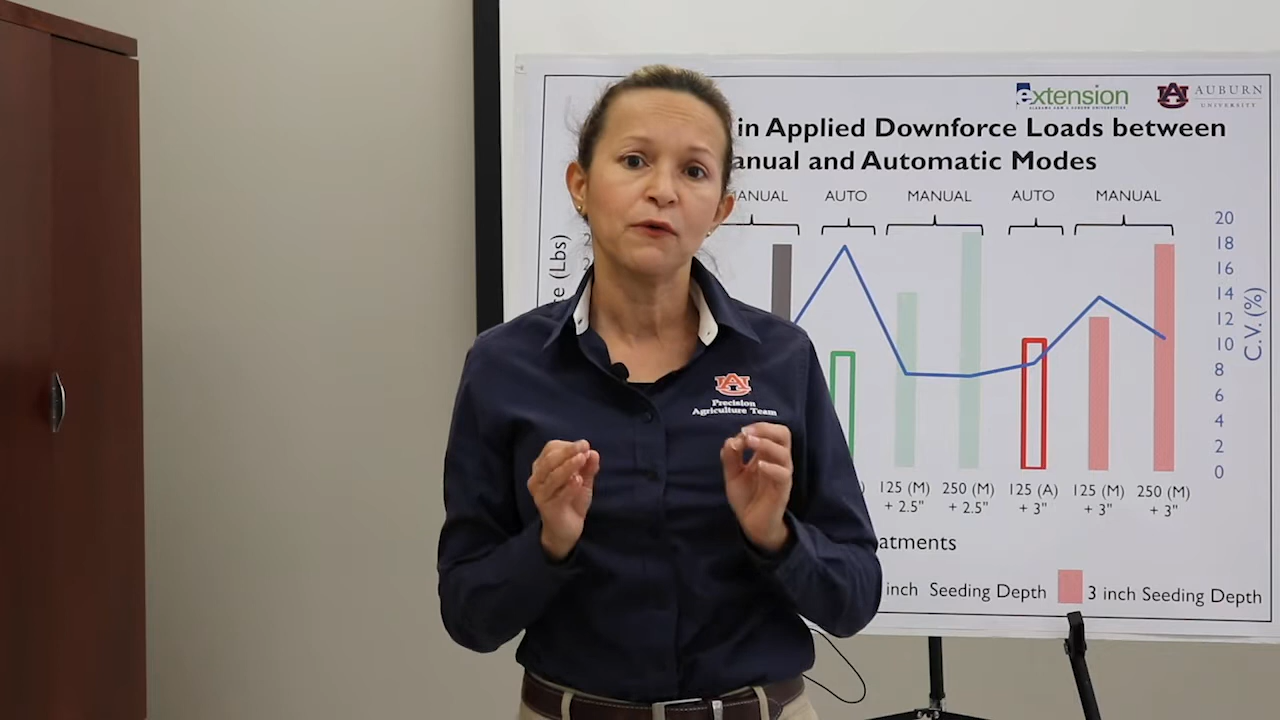 extension
AUBURN
UNIVERSITY
in Applied Downforce Loads between
anual and Automatic Modes
MANUAL AUTO MANUAL AUTO MANUAL
20
18
16
14
12
10
8
6
4
2
0
C.V. (%)
(Lbs)
125 (M) 250 (M) 125 (A) 125 (M) 250 (M)
+ 2.5" + 2.5" + 3" + 3" + 3"
atments
inch Seeding Depth 3 inch Seeding Depth
Precision
Agriculture Team